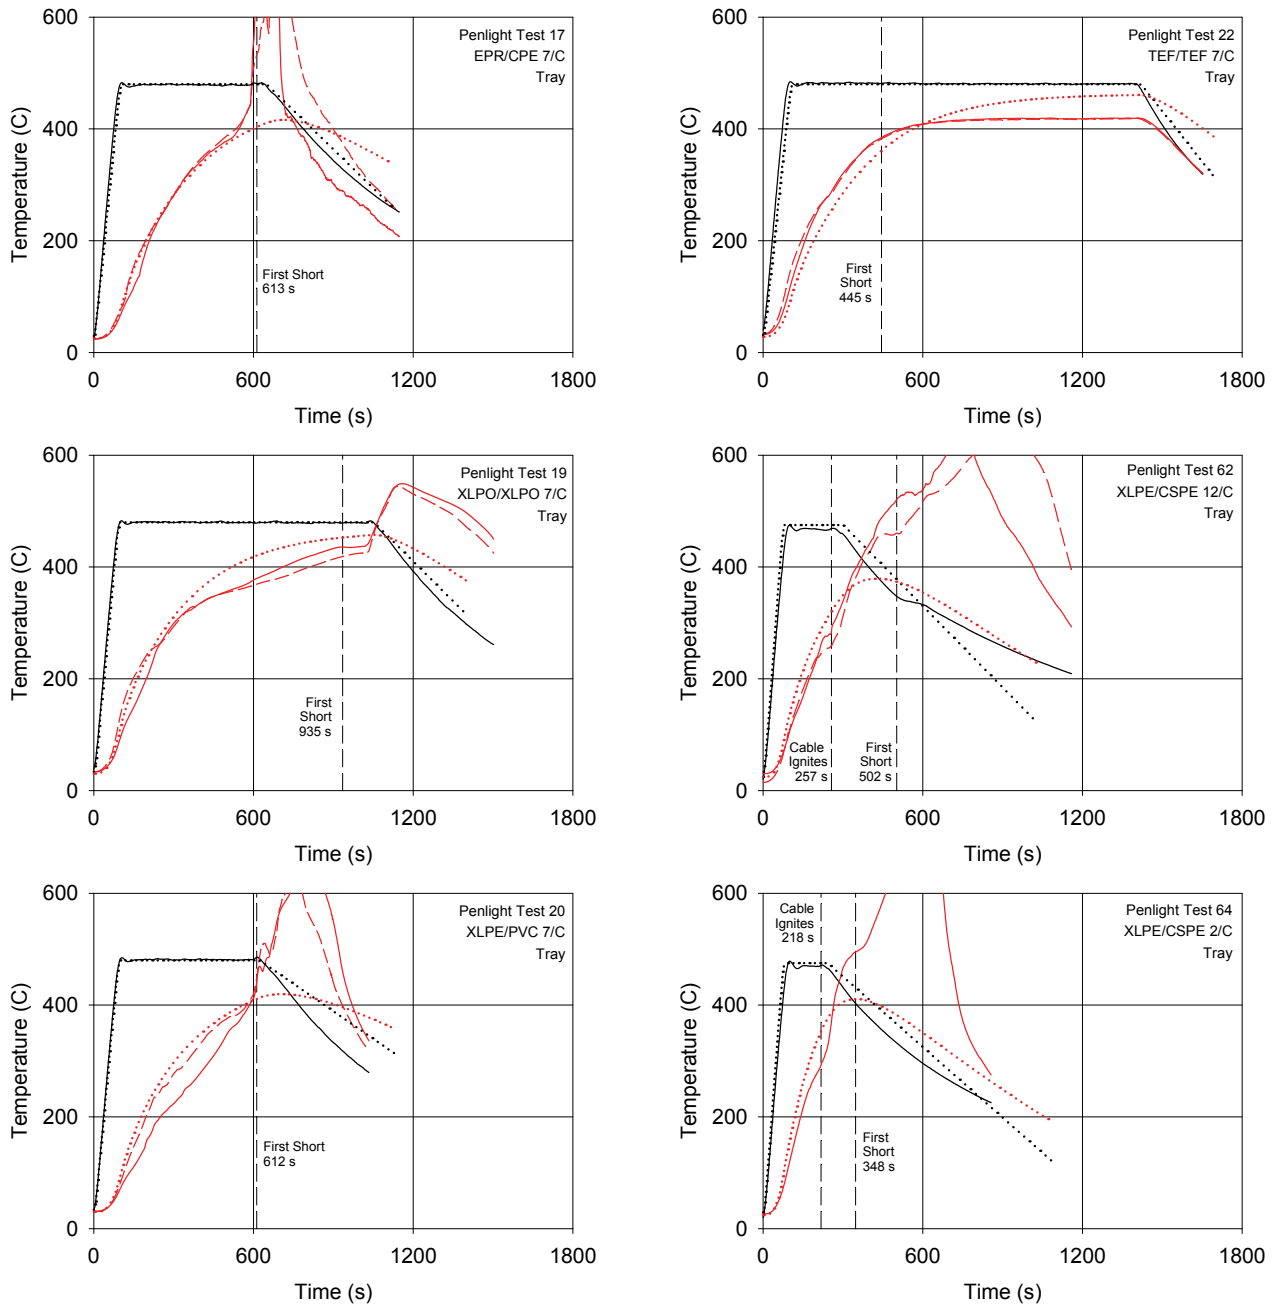 Penlight Test 17
EPR/CPE 7/C
Tray
600
400
200
0
Temperature (C)
First Short
613 s
0
600
1200
1800
Time (s)
Penlight Test 22
TEF/TEF 7/C
Tray
600
400
200
0
Temperature (C)
First
Short
445 s
0
600
1200
1800
Time (s)
Penlight Test 19
XLPO/XLPO 7/C
Tray
600
400
200
0
Temperature (C)
First
Short
935 s
0
600
1200
1800
Time (s)
Penlight Test 62
XLPE/CSPE 12/C
Tray
600
400
200
0
Temperature (C)
Cable
Ignites
257 s
First
Short
502 s
0
600
1200
1800
Time (s)
Penlight Test 20
XLPE/PVC 7/C
Tray
600
400
200
0
Temperature (C)
First Short
612 s
0
600
1200
1800
Time (s)
Penlight Test 64
XLPE/CSPE 2/C
Tray
600
400
200
0
Temperature (C)
Cable
Ignites
218 s
First
Short
348 s
0
600
1200
1800
Time (s)